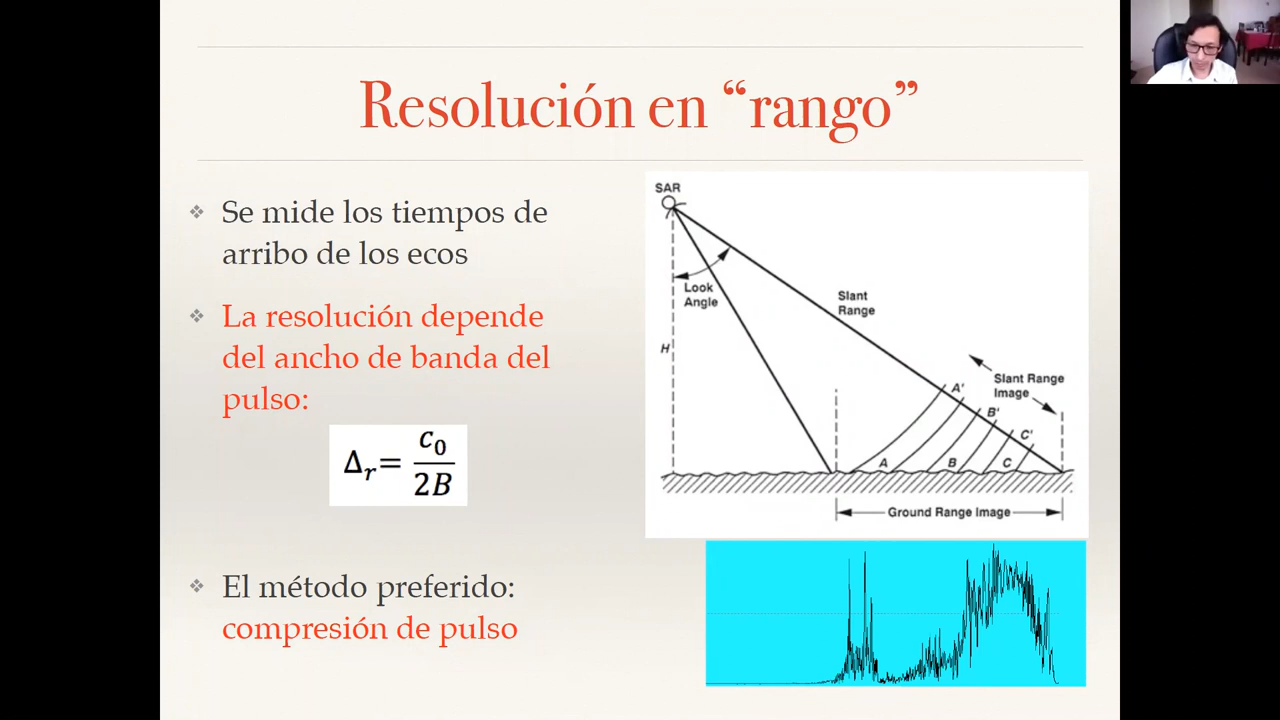 Resolución en “rango”
❖ Se mide los tiempos de
arribo de los ecos
❖ La resolución depende
del ancho de banda del
pulso:
Δr= c0/2B
❖ El método preferido:
compresión de pulso
SAR
Look
Angle
Slant
Range
H
Slant Range
Image
A'
B'
C'
A
B
C
Ground Range Image